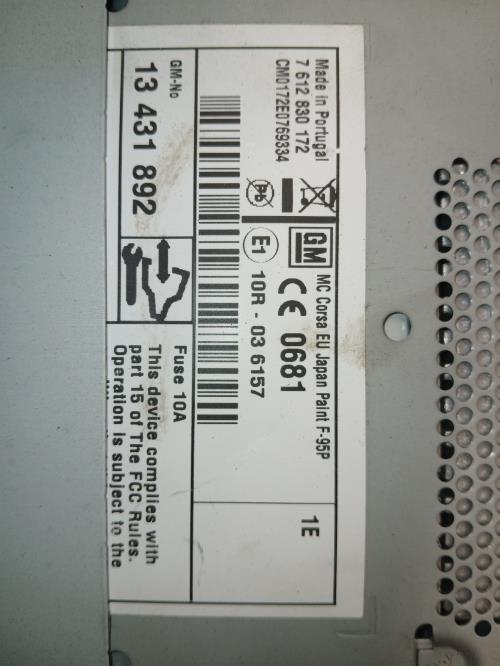 Made in Portugal
7 612 830 172
CM0172E0769334
Pb
GM
MC Corsa EU Japan Paint F-95P
CE 0681
E1 10R - 03 6157
1E
GM-No
13 431 892
Fuse 10A
This device complies with
part 15 of The FCC Rules.
Operation is subject to the